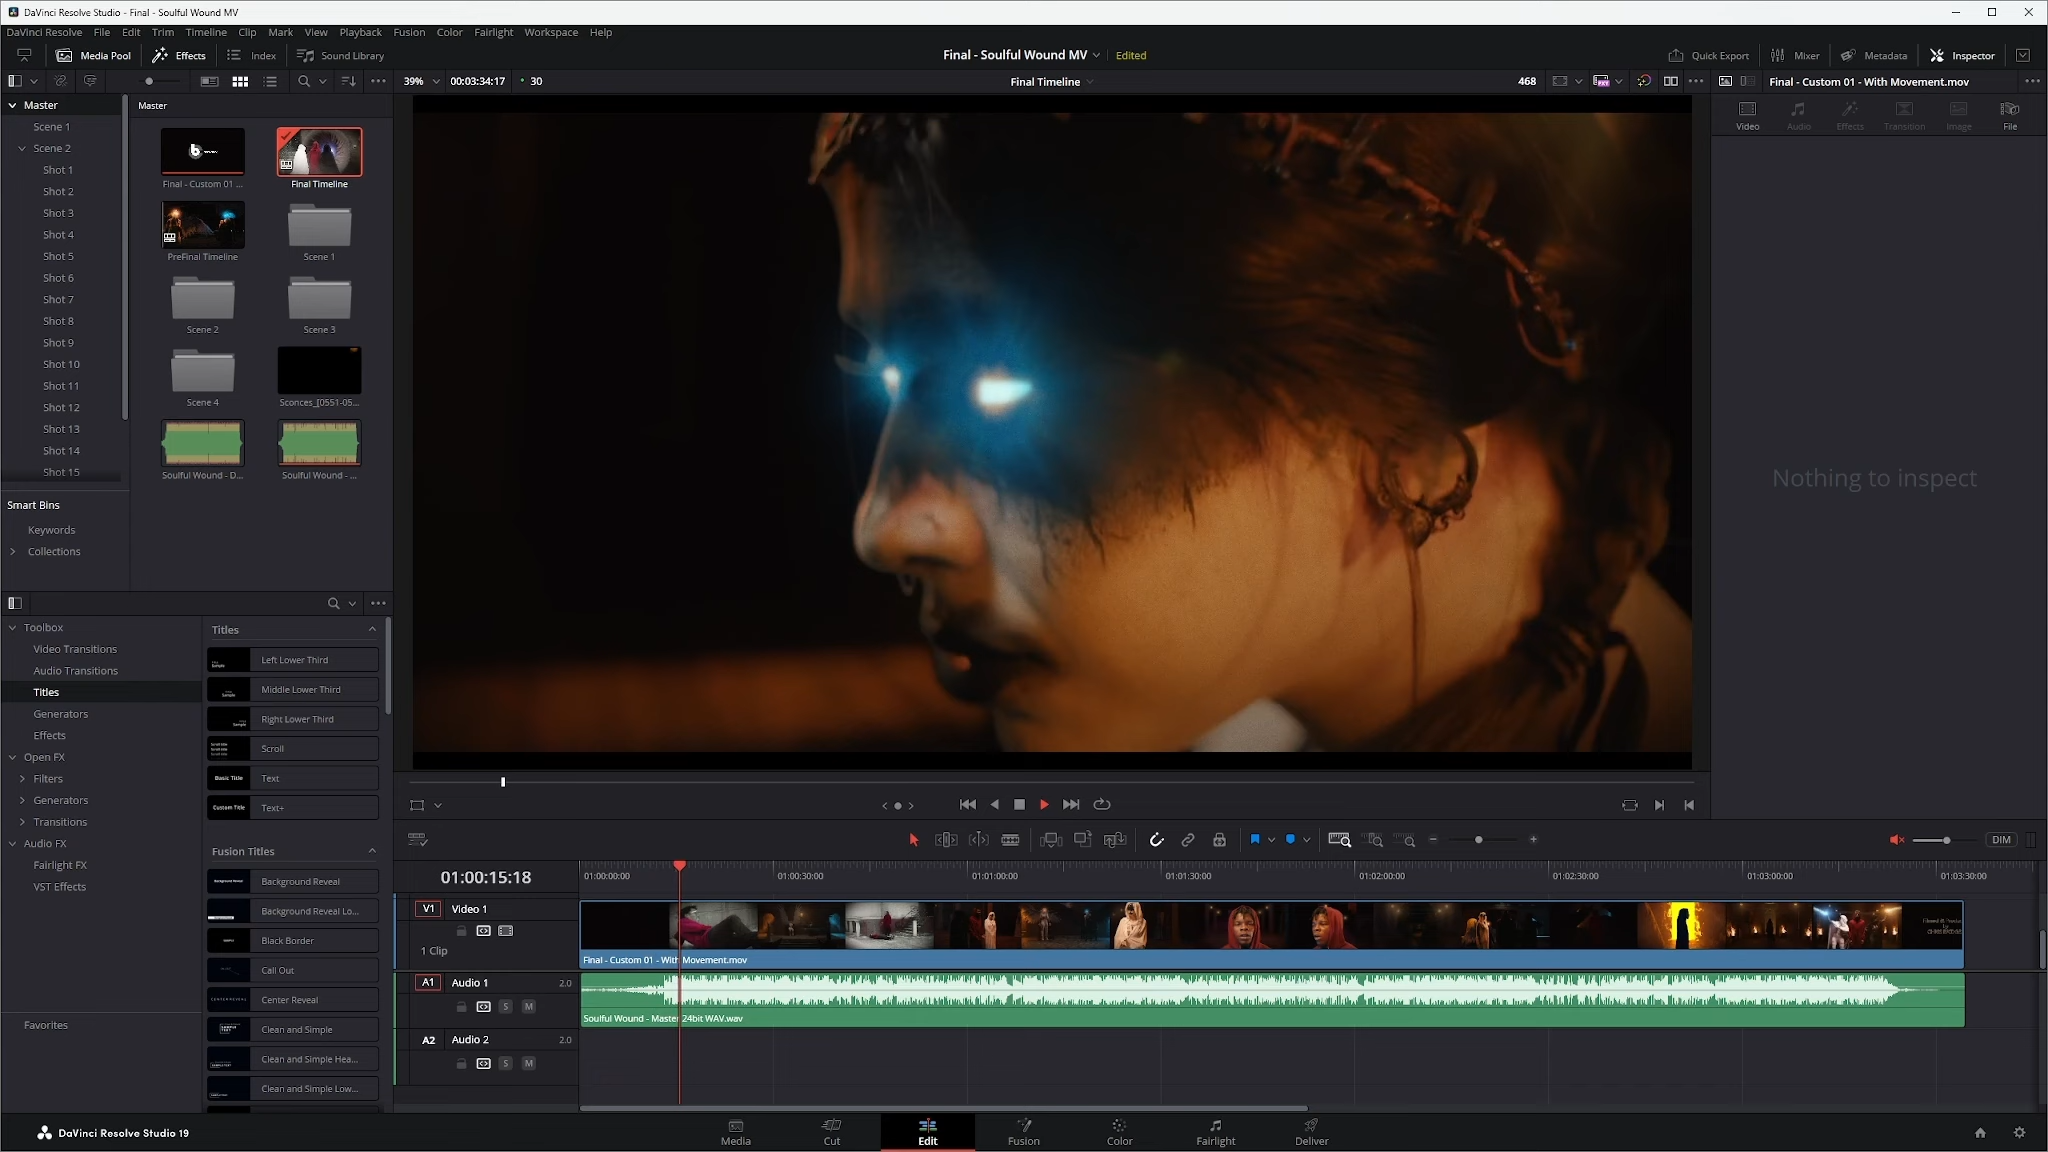 DaVinci Resolve Studio - Final - Soulful Wound MV
DaVinci Resolve File Edit Trim Timeline Clip Mark View Playback Fusion Color Fairlight Workspace Help
Media Pool Effects Index Sound Library Final - Soulful Wound MV Edited Quick Export Mixer Metadata Inspector
39% 00:03:34:17 30 Final Timeline 468 Final - Custom 01 - With Movement.mov
Master
Scene 1
Scene 2
Shot 1
Shot 2
Shot 3
Shot 4
Shot 5
Shot 6
Shot 7
Shot 8
Shot 9
Shot 10
Shot 11
Shot 12
Shot 13
Shot 14
Shot 15
Smart Bins
Keywords
Collections
Master
Final - Custom 01 ... Final Timeline
PreFinal Timeline Scene 1
Scene 2 Scene 3
Scene 4 Sconces_[0551-05...
Soulful Wound - D... Soulful Wound - ...
Video Audio Effects Transition Image File
Nothing to inspect
Toolbox
Video Transitions
Audio Transitions
Titles
Generators
Effects
Open FX
Filters
Generators
Transitions
Audio FX
Fairlight FX
VST Effects
Favorites
Titles
Left Lower Third
Middle Lower Third
Right Lower Third
Scroll
Basic Title Text
Custom Title Text+
Fusion Titles
Background Reveal
Background Reveal Lo...
Black Border
Call Out
Center Reveal
Clean and Simple
Clean and Simple Hea...
Clean and Simple Low...
DIM
01:00:15:18 01:00:00:00 01:00:30:00 01:01:00:00 01:01:30:00 01:02:00:00 01:02:30:00 01:03:00:00 01:03:30:00
V1 Video 1
1 Clip
Final - Custom 01 - With Movement.mov
A1 Audio 1 2.0
S M
Soulful Wound - Master 24bit WAV.wav
A2 Audio 2 2.0
S M
DaVinci Resolve Studio 19
Media Cut Edit Fusion Color Fairlight Deliver